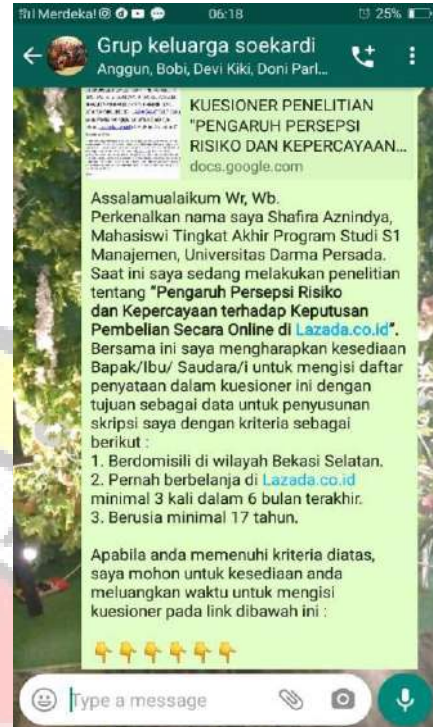 Merdeka! 06:18 25%
Grup keluarga soekardi
Anggun, Bobi, Devi Kiki, Doni Parl...
KUESIONER PENELITIAN
"PENGARUH PERSEPSI
RISIKO DAN KEPERCAYAAN...
docs.google.com
Assalamualaikum Wr, Wb.
Perkenalkan nama saya Shafira Aznindya,
Mahasiswi Tingkat Akhir Program Studi S1
Manajemen, Universitas Darma Persada.
Saat ini saya sedang melakukan penelitian
tentang "Pengaruh Persepsi Risiko
dan Kepercayaan terhadap Keputusan
Pembelian Secara Online di Lazada.co.id".
Bersama ini saya mengharapkan kesediaan
Bapak/Ibu/ Saudara/i untuk mengisi daftar
penyataan dalam kuesioner ini dengan
tujuan sebagai data untuk penyusunan
skripsi saya dengan kriteria sebagai
berikut :
1. Berdomisili di wilayah Bekasi Selatan.
2. Pernah berbelanja di Lazada.co.id
minimal 3 kali dalam 6 bulan terakhir.
3. Berusia minimal 17 tahun.
Apabila anda memenuhi kriteria diatas,
saya mohon untuk kesediaan anda
meluangkan waktu untuk mengisi
kuesioner pada link dibawah ini :
👇👇👇👇👇👇
Type a message